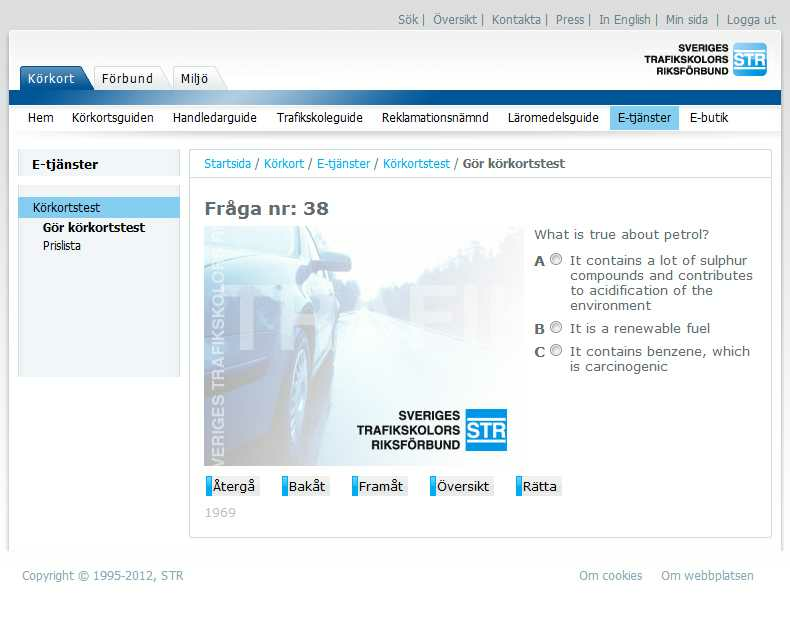 Sök | Översikt | Kontakta | Press | In English | Min sida | Logga ut
SVERIGES
TRAFIKSKOLORS
RIKSFÖRBUND
STR
Körkort Förbund Miljö
Hem Körkortsguiden Handledarguide Trafikskoleguide Reklamationsnämnd Läromedelsguide E-tjänster E-butik
E-tjänster
Körkortstest
Gör körkortstest
Prislista
Startsida / Körkort / E-tjänster / Körkortstest / Gör körkortstest
Fråga nr: 38
SVERIGES
TRAFIKSKOLORS
RIKSFÖRBUND
STR
What is true about petrol?
A It contains a lot of sulphur
compounds and contributes
to acidification of the
environment
B It is a renewable fuel
C It contains benzene, which
is carcinogenic
Återgå Bakåt Framåt Översikt Rätta
1969
Copyright © 1995-2012, STR Om cookies Om webbplatsen